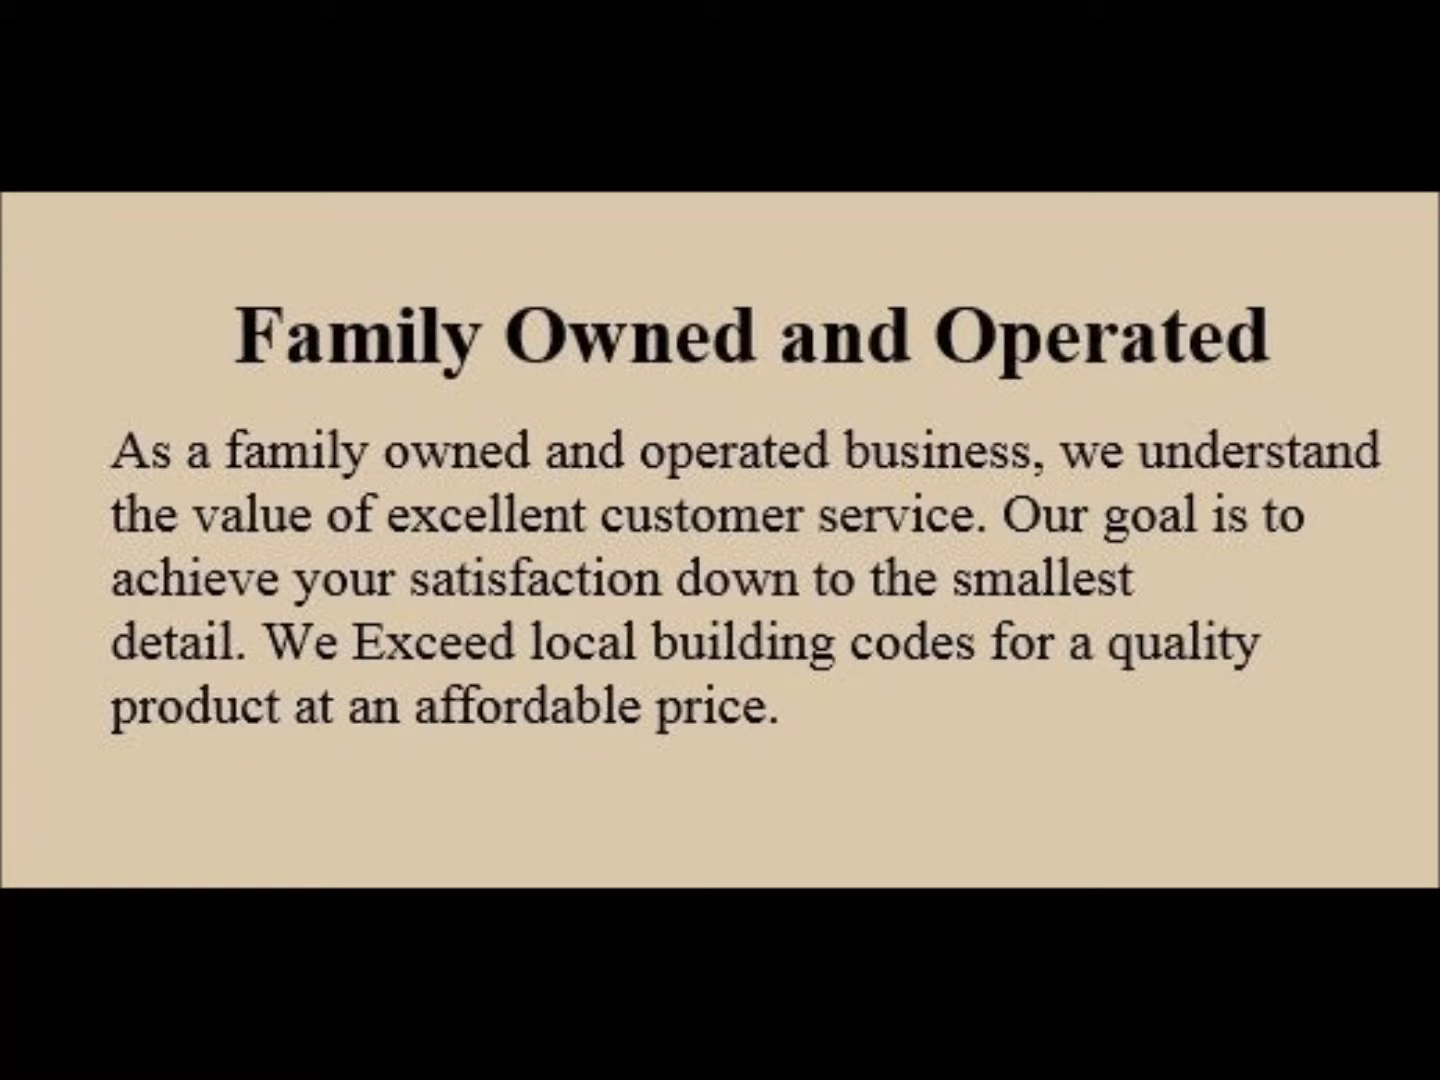 Family Owned and Operated
As a family owned and operated business, we understand
the value of excellent customer service. Our goal is to
achieve your satisfaction down to the smallest
detail. We Exceed local building codes for a quality
product at an affordable price.